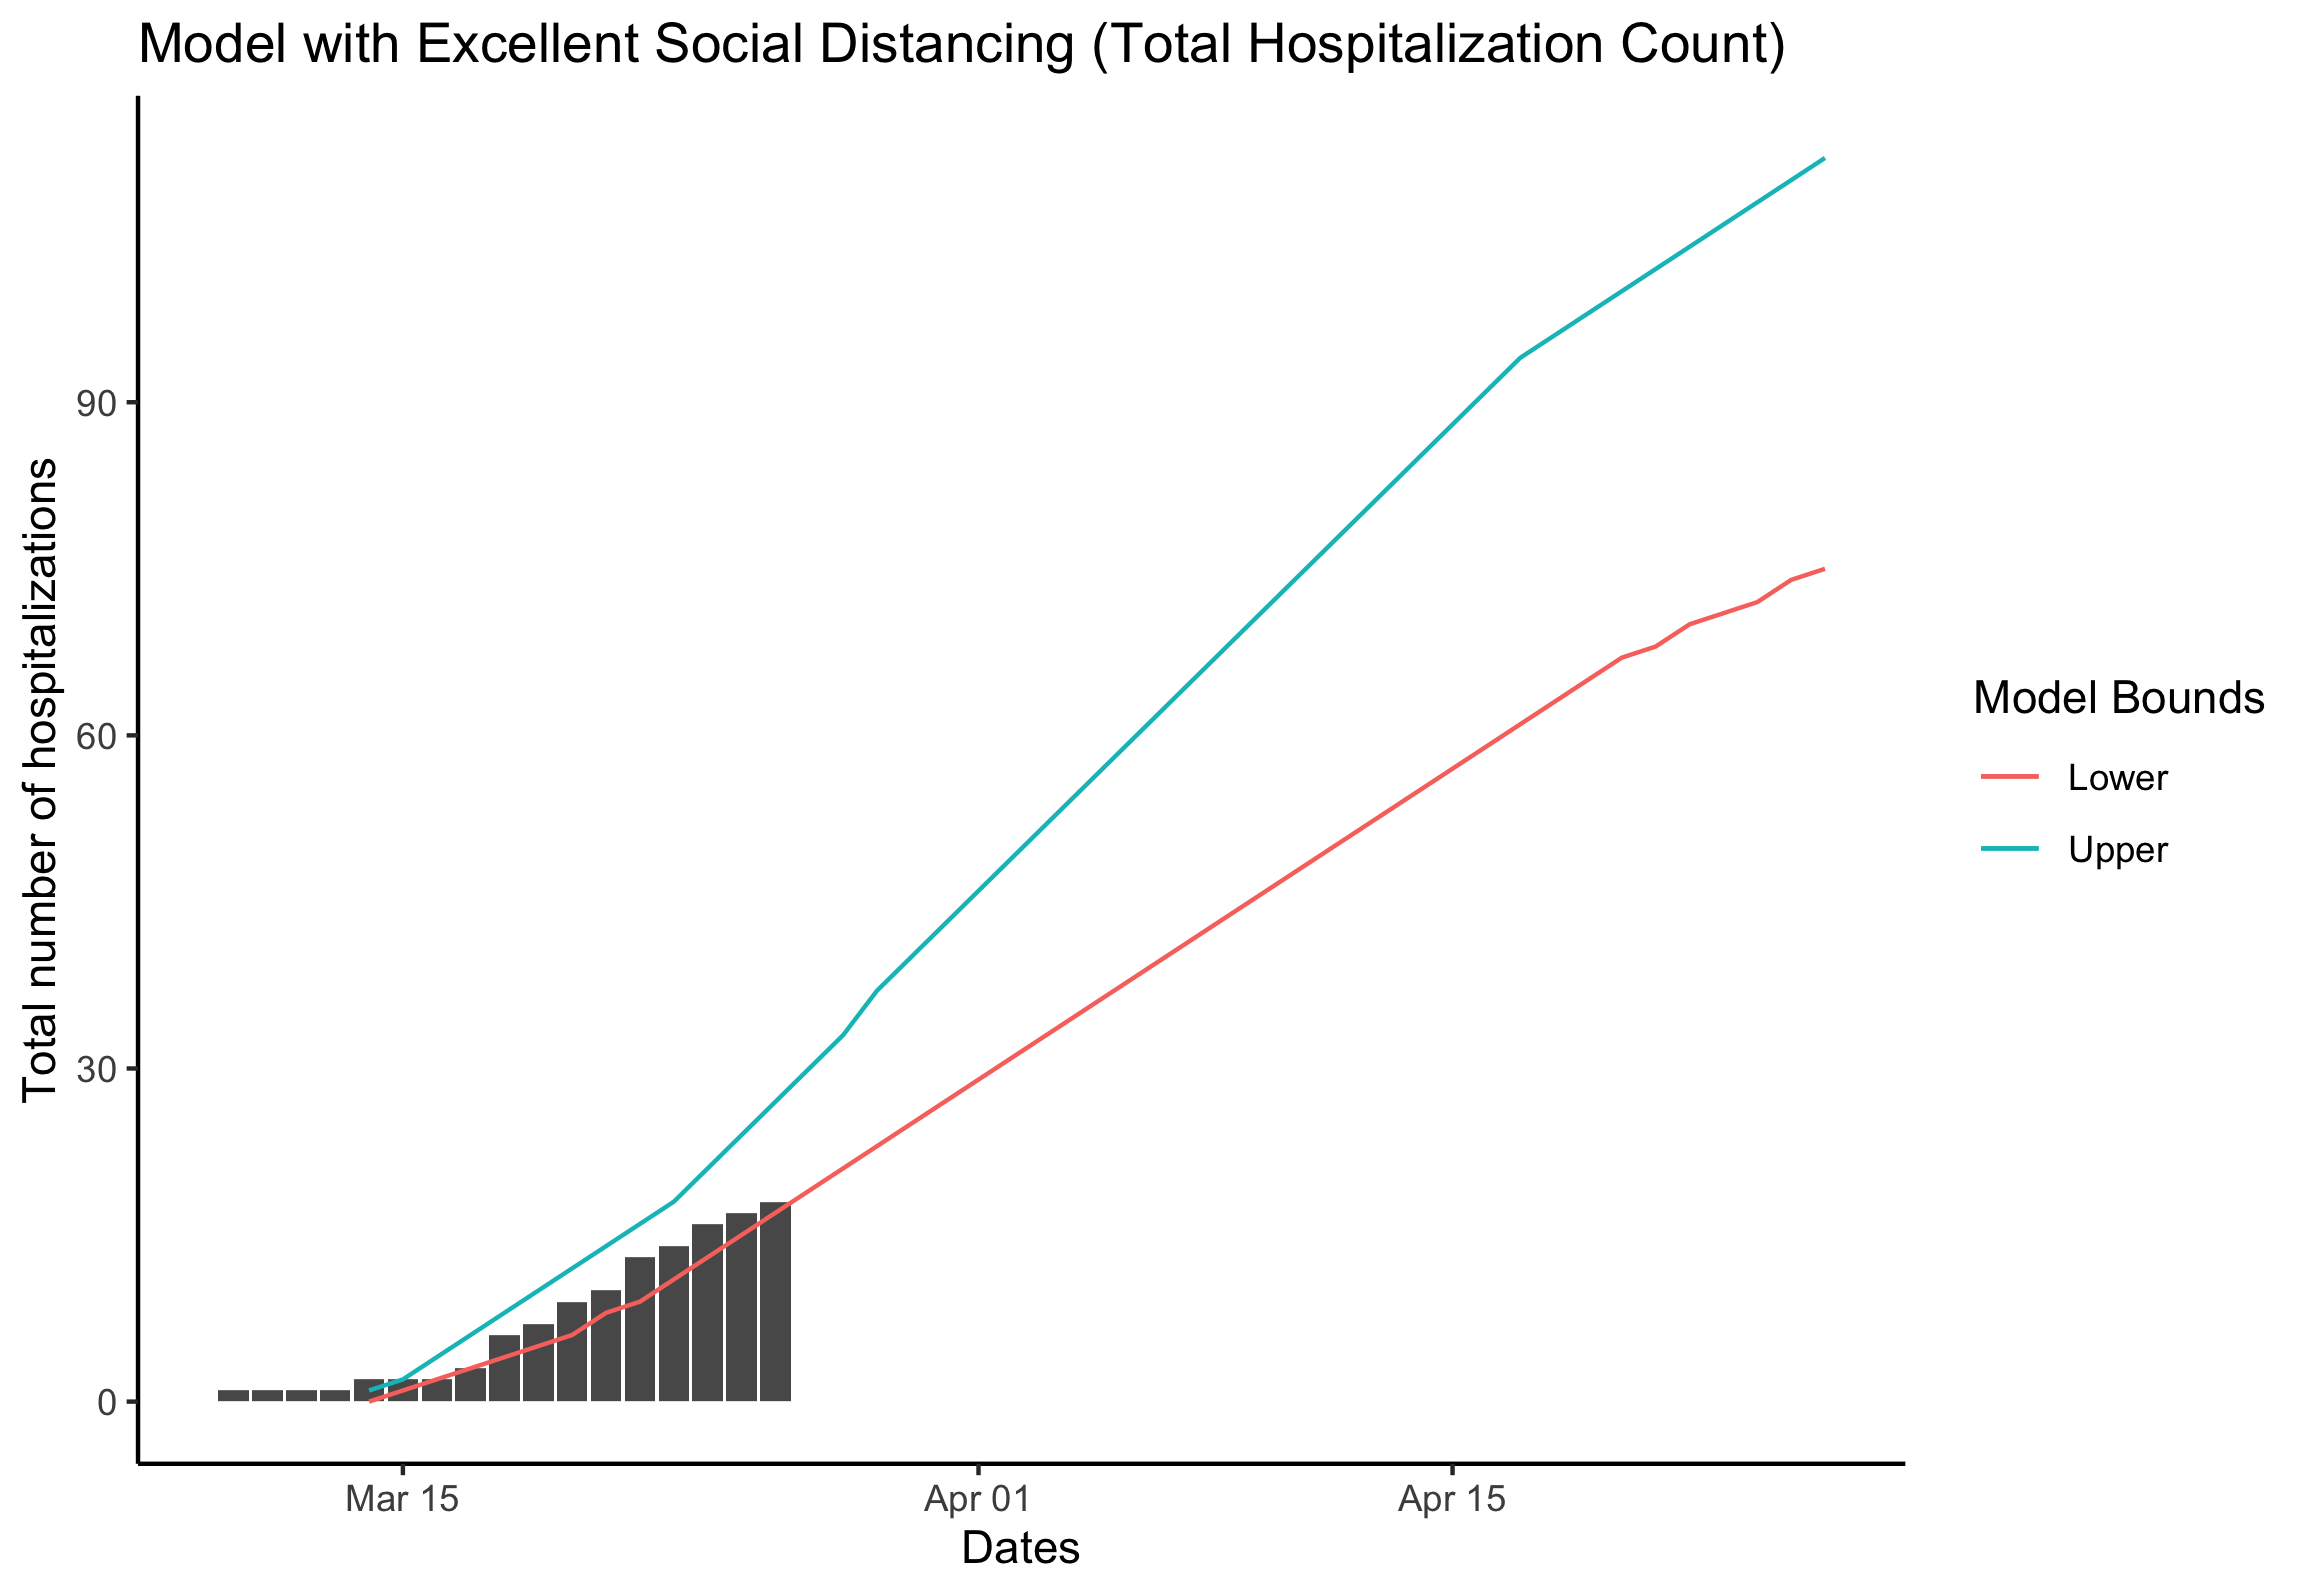 Model with Excellent Social Distancing (Total Hospitalization Count)
Total number of hospitalizations
90
60
30
0
Mar 15
Apr 01
Apr 15
Dates
Model Bounds
Lower
Upper